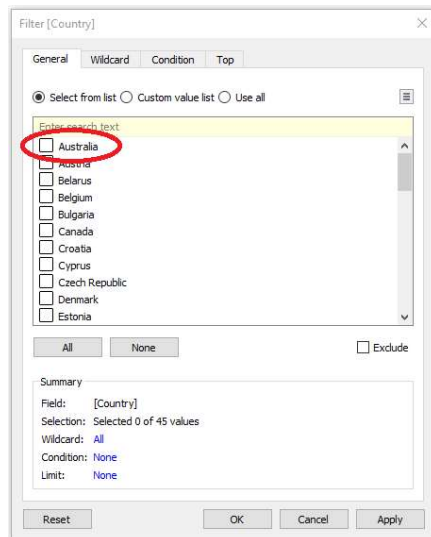 Filter [Country]
General Wildcard Condition Top
Select from list Custom value list Use all
Enter search text
Australia
Austria
Belarus
Belgium
Bulgaria
Canada
Croatia
Cyprus
Czech Republic
Denmark
Estonia
All None Exclude
Summary
Field: [Country]
Selection: Selected 0 of 45 values
Wildcard: All
Condition: None
Limit: None
Reset OK Cancel Apply